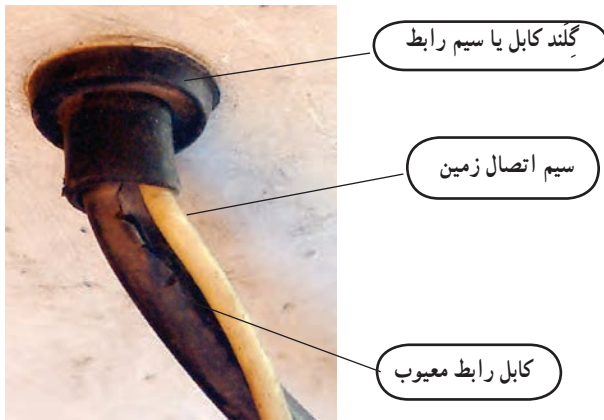 گِلَند کابل یا سیم رابط
سیم اتصال زمین
کابل رابط معیوب